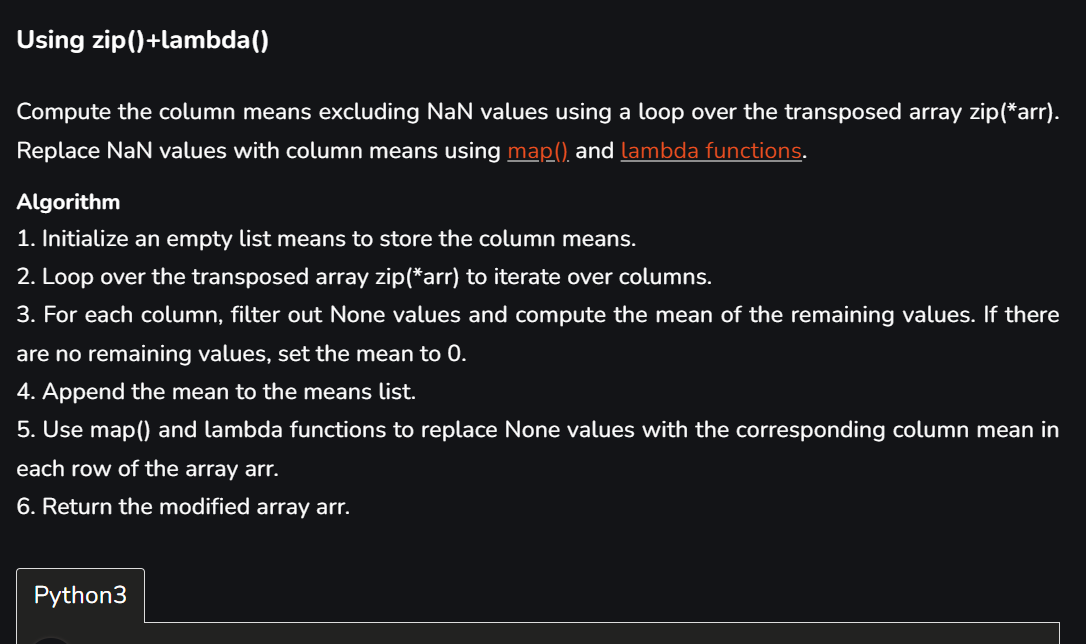 Using zip()+lambda()
Compute the column means excluding NaN values using a loop over the transposed array zip(*arr).
Replace NaN values with column means using map() and lambda functions.
Algorithm
1. Initialize an empty list means to store the column means.
2. Loop over the transposed array zip(*arr) to iterate over columns.
3. For each column, filter out None values and compute the mean of the remaining values. If there
are no remaining values, set the mean to 0.
4. Append the mean to the means list.
5. Use map() and lambda functions to replace None values with the corresponding column mean in
each row of the array arr.
6. Return the modified array arr.
Python3